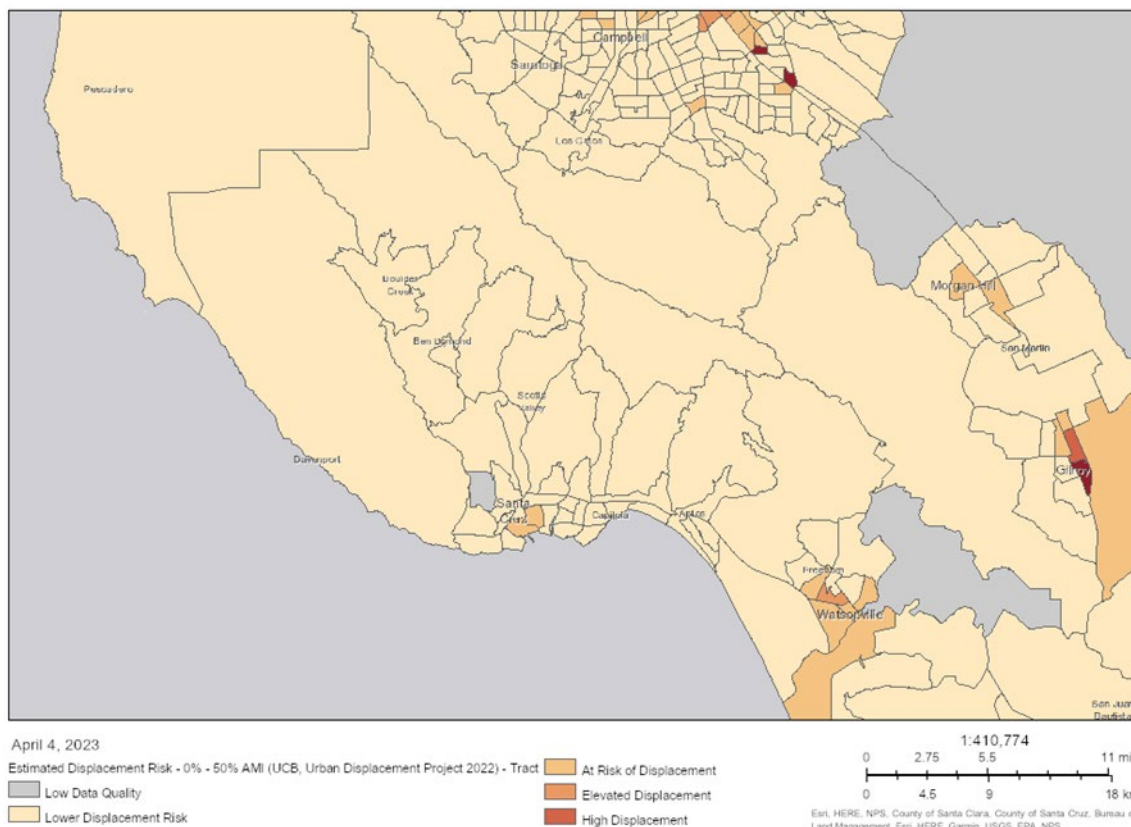 Campbell
Saratoga
Pescadero
Los Gatos
Boulder
Creek
Morgan Hill
Ben Lomond
San Martin
Scotts
Valley
Davenport
Gilroy
Santa
Cruz
Capitola
Aptos
Freedom
Watsonville
San Juan
Bautista
April 4, 2023
1:410,774
Estimated Displacement Risk - 0% - 50% AMI (UCB, Urban Displacement Project 2022) - Tract
Low Data Quality
Lower Displacement Risk
At Risk of Displacement
Elevated Displacement
High Displacement
0 2.75 5.5 11 mi
0 4.5 9 18 km
Esri, HERE, NPS, County of Santa Clara, County of Santa Cruz, Bureau
Land Management, Esri, HERE, Garmin, USGS, EPA, NPS